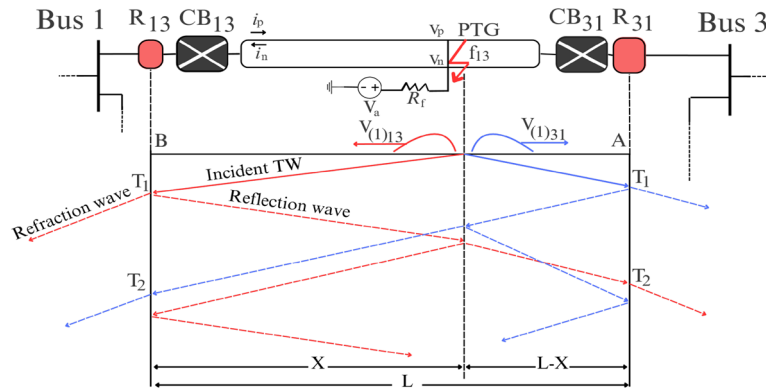 Bus 1
R13
CB13
ip
in
Vp
Vn
PTG
f13
CB31
R31
Bus 3
Va
Rf
B
V(1)13
V(1)31
A
Incident TW
T1
T1
Refraction wave
Reflection wave
T2
T2
X
L-X
L